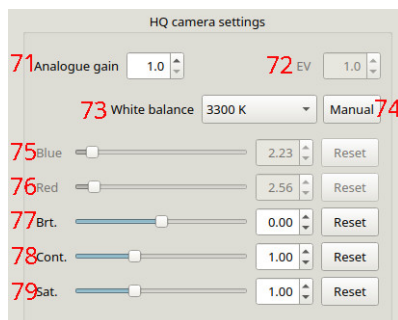 HQ camera settings
71 Analogue gain 1.0 72 EV 1.0
73 White balance 3300 K Manual 74
75 Blue 2.23 Reset
76 Red 2.56 Reset
77 Brt. 0.00 Reset
78 Cont. 1.00 Reset
79 Sat. 1.00 Reset